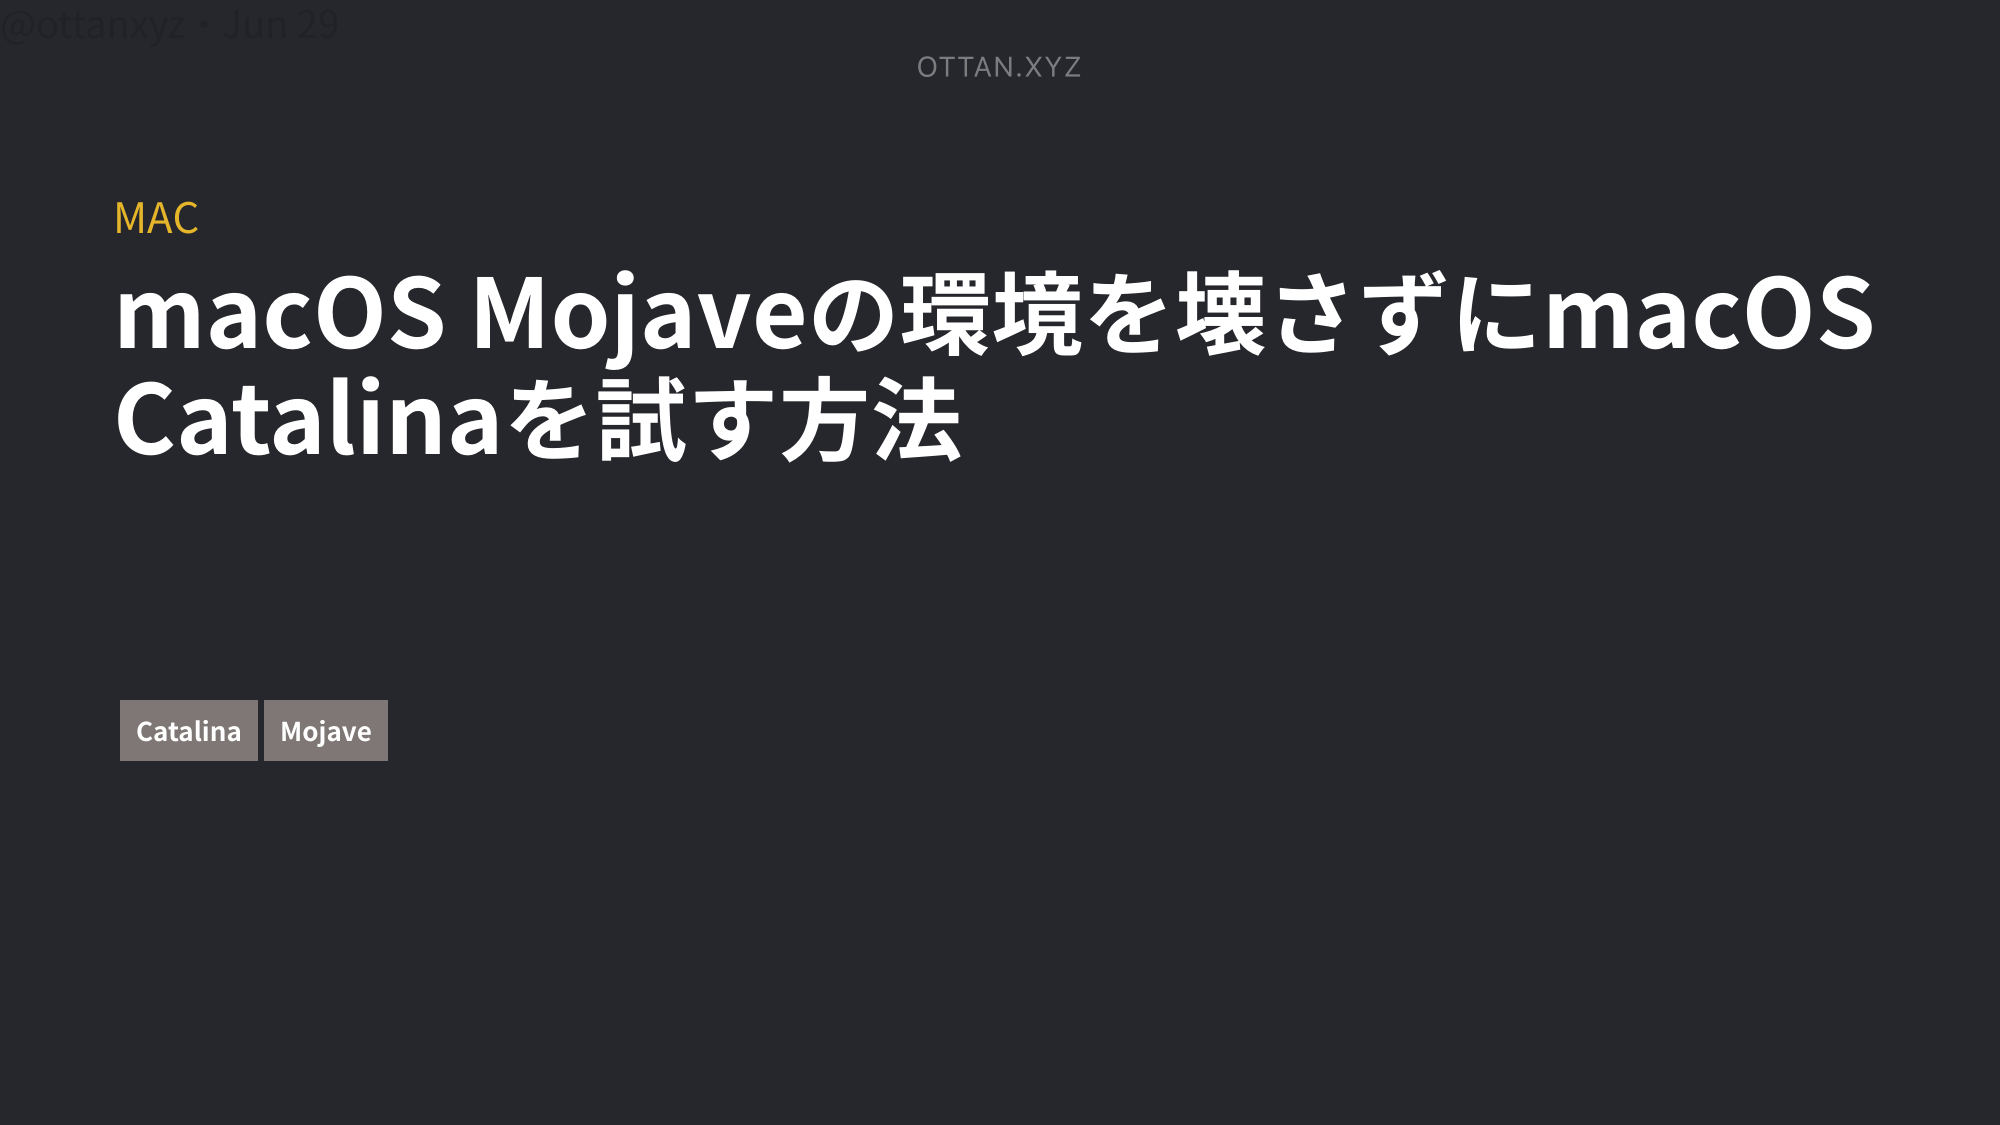 @ottanxyz・Jun 29
OTTAN.XYZ
MAC
macOS Mojaveの環境を壊さずにmacOS
Catalinaを試す方法
Catalina Mojave